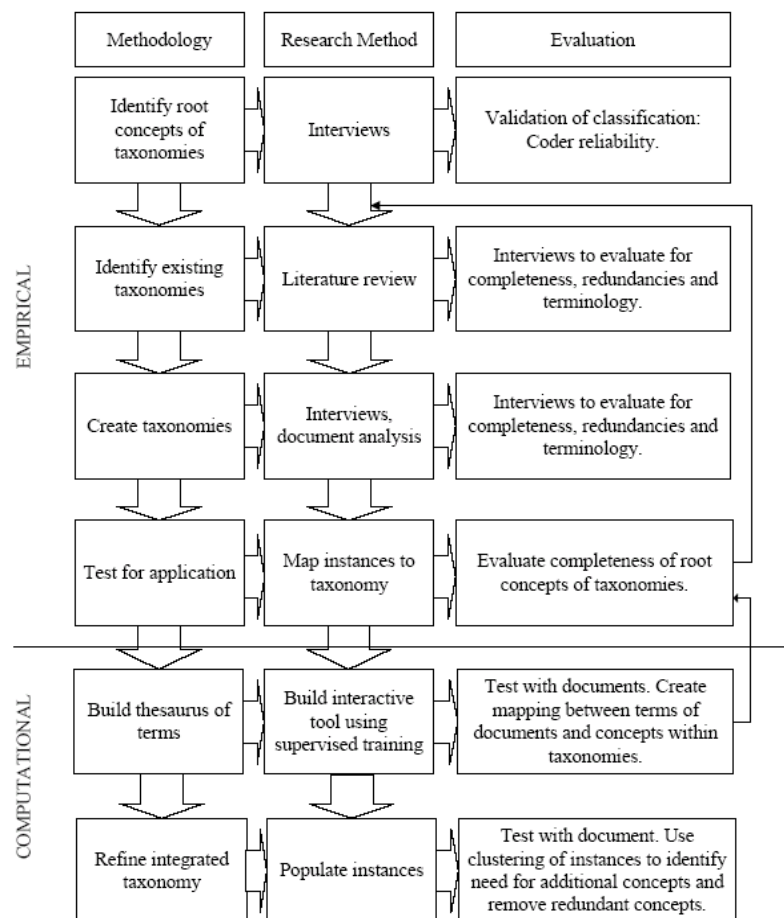 Methodology
Research Method
Evaluation
Identify root
concepts of
taxonomies
Interviews
Validation of classification:
Coder reliability.
EMPIRICAL
Identify existing
taxonomies
Literature review
Interviews to evaluate for
completeness, redundancies and
terminology.
Create taxonomies
Interviews,
document analysis
Interviews to evaluate for
completeness, redundancies and
terminology.
Test for application
Map instances to
taxonomy
Evaluate completeness of root
concepts of taxonomies.
COMPUTATIONAL
Build thesaurus of
terms
Build interactive
tool using
supervised training
Test with documents. Create
mapping between terms of
documents and concepts within
taxonomies.
Refine integrated
taxonomy
Populate instances
Test with document. Use
clustering of instances to identify
need for additional concepts and
remove redundant concepts.